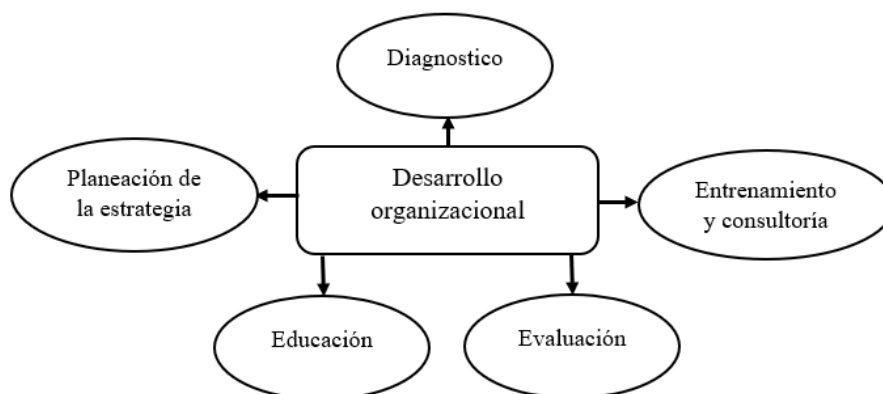 Diagnostico
Planeación de
la estrategia
Desarrollo
organizacional
Entrenamiento
y consultoría
Educación
Evaluación